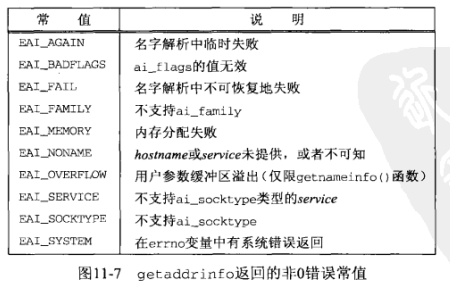 常 值 说 明
EAI_AGAIN 名字解析中临时失败
EAI_BADFLAGS ai_flags的值无效
EAI_FAIL 名字解析中不可恢复地失败
EAI_FAMILY 不支持ai_family
EAI_MEMORY 内存分配失败
EAI_NONAME hostname或service未提供，或者不可知
EAI_OVERFLOW 用户参数缓冲区溢出（仅限getnameinfo()函数）
EAI_SERVICE 不支持ai_socktype类型的service
EAI_SOCKTYPE 不支持ai_socktype
EAI_SYSTEM 在errno变量中有系统错误返回
图11-7 getaddrinfo返回的非0错误常值